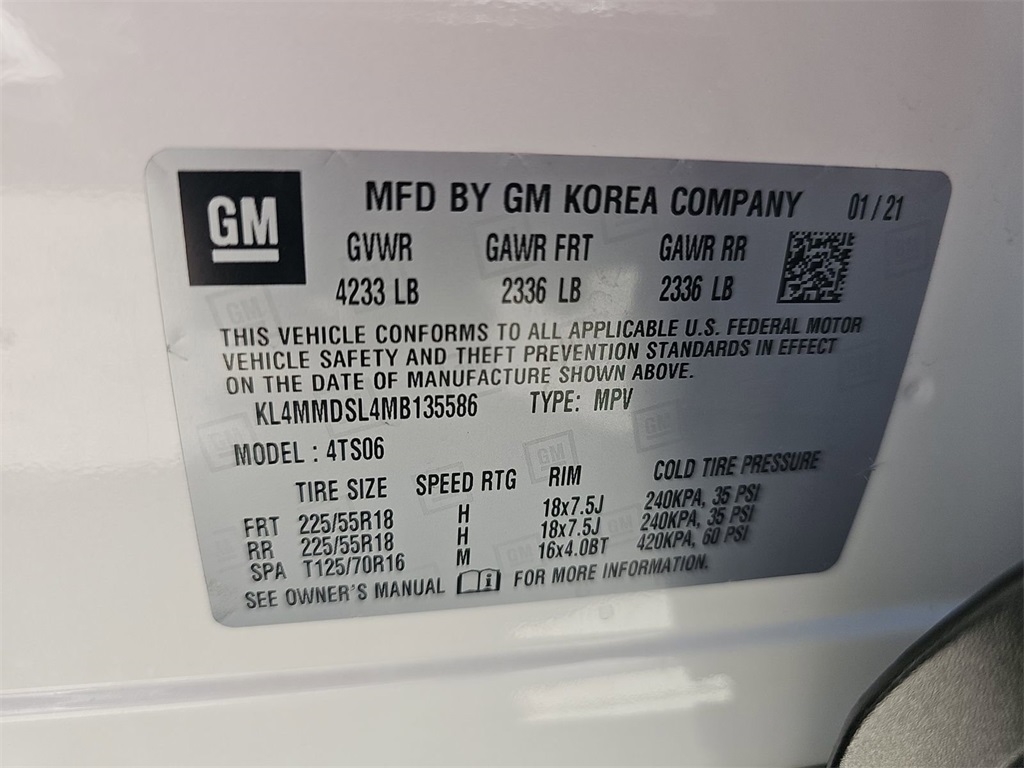 GM
MFD BY GM KOREA COMPANY 01/21
GVWR GAWR FRT GAWR RR
4233 LB 2336 LB 2336 LB
THIS VEHICLE CONFORMS TO ALL APPLICABLE U.S. FEDERAL MOTOR
VEHICLE SAFETY AND THEFT PREVENTION STANDARDS IN EFFECT
ON THE DATE OF MANUFACTURE SHOWN ABOVE.
KL4MMDSL4MB135586 TYPE: MPV
MODEL : 4TS06
TIRE SIZE SPEED RTG RIM COLD TIRE PRESSURE
FRT 225/55R18 H 18x7.5J 240KPA, 35 PSI
RR 225/55R18 H 18x7.5J 240KPA, 35 PSI
SPA T125/70R16 M 16x4.0BT 420KPA, 60 PSI
SEE OWNER'S MANUAL FOR MORE INFORMATION.